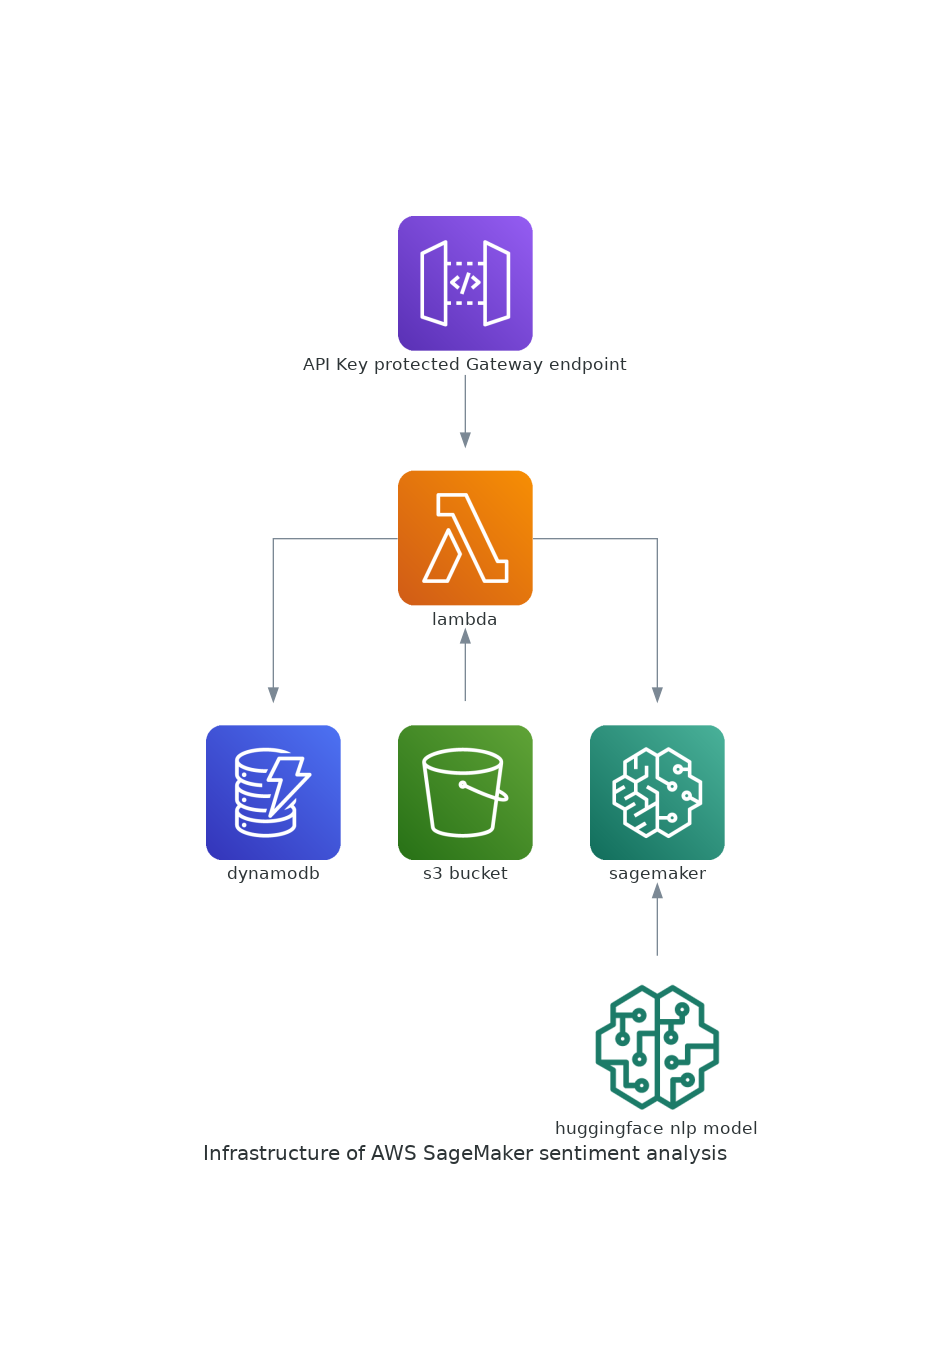 API Key protected Gateway endpoint
lambda
dynamodb
s3 bucket
sagemaker
huggingface nlp model
Infrastructure of AWS SageMaker sentiment analysis